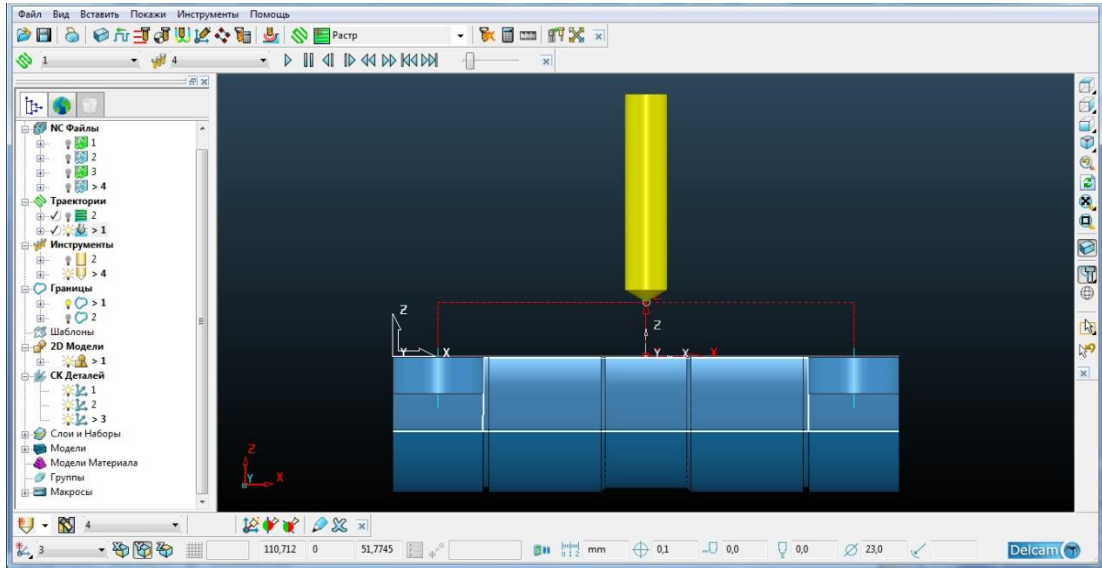 Файл Вид Вставить Покажи Инструменты Помощь
Растр
1 4
NC Файлы
1
2
3
> 4
Траектории
2
> 1
Инструменты
2
> 4
Границы
> 1
2
Шаблоны
2D Модели
> 1
СК Деталей
1
2
> 3
Слои и Наборы
Модели
Модели Материала
Группы
Макросы
Z
Y X
Z
Y X X
Z
Y X
4
3 110,712 0 51,7745 mm 0,1 0,0 0,0 23,0 Delcam